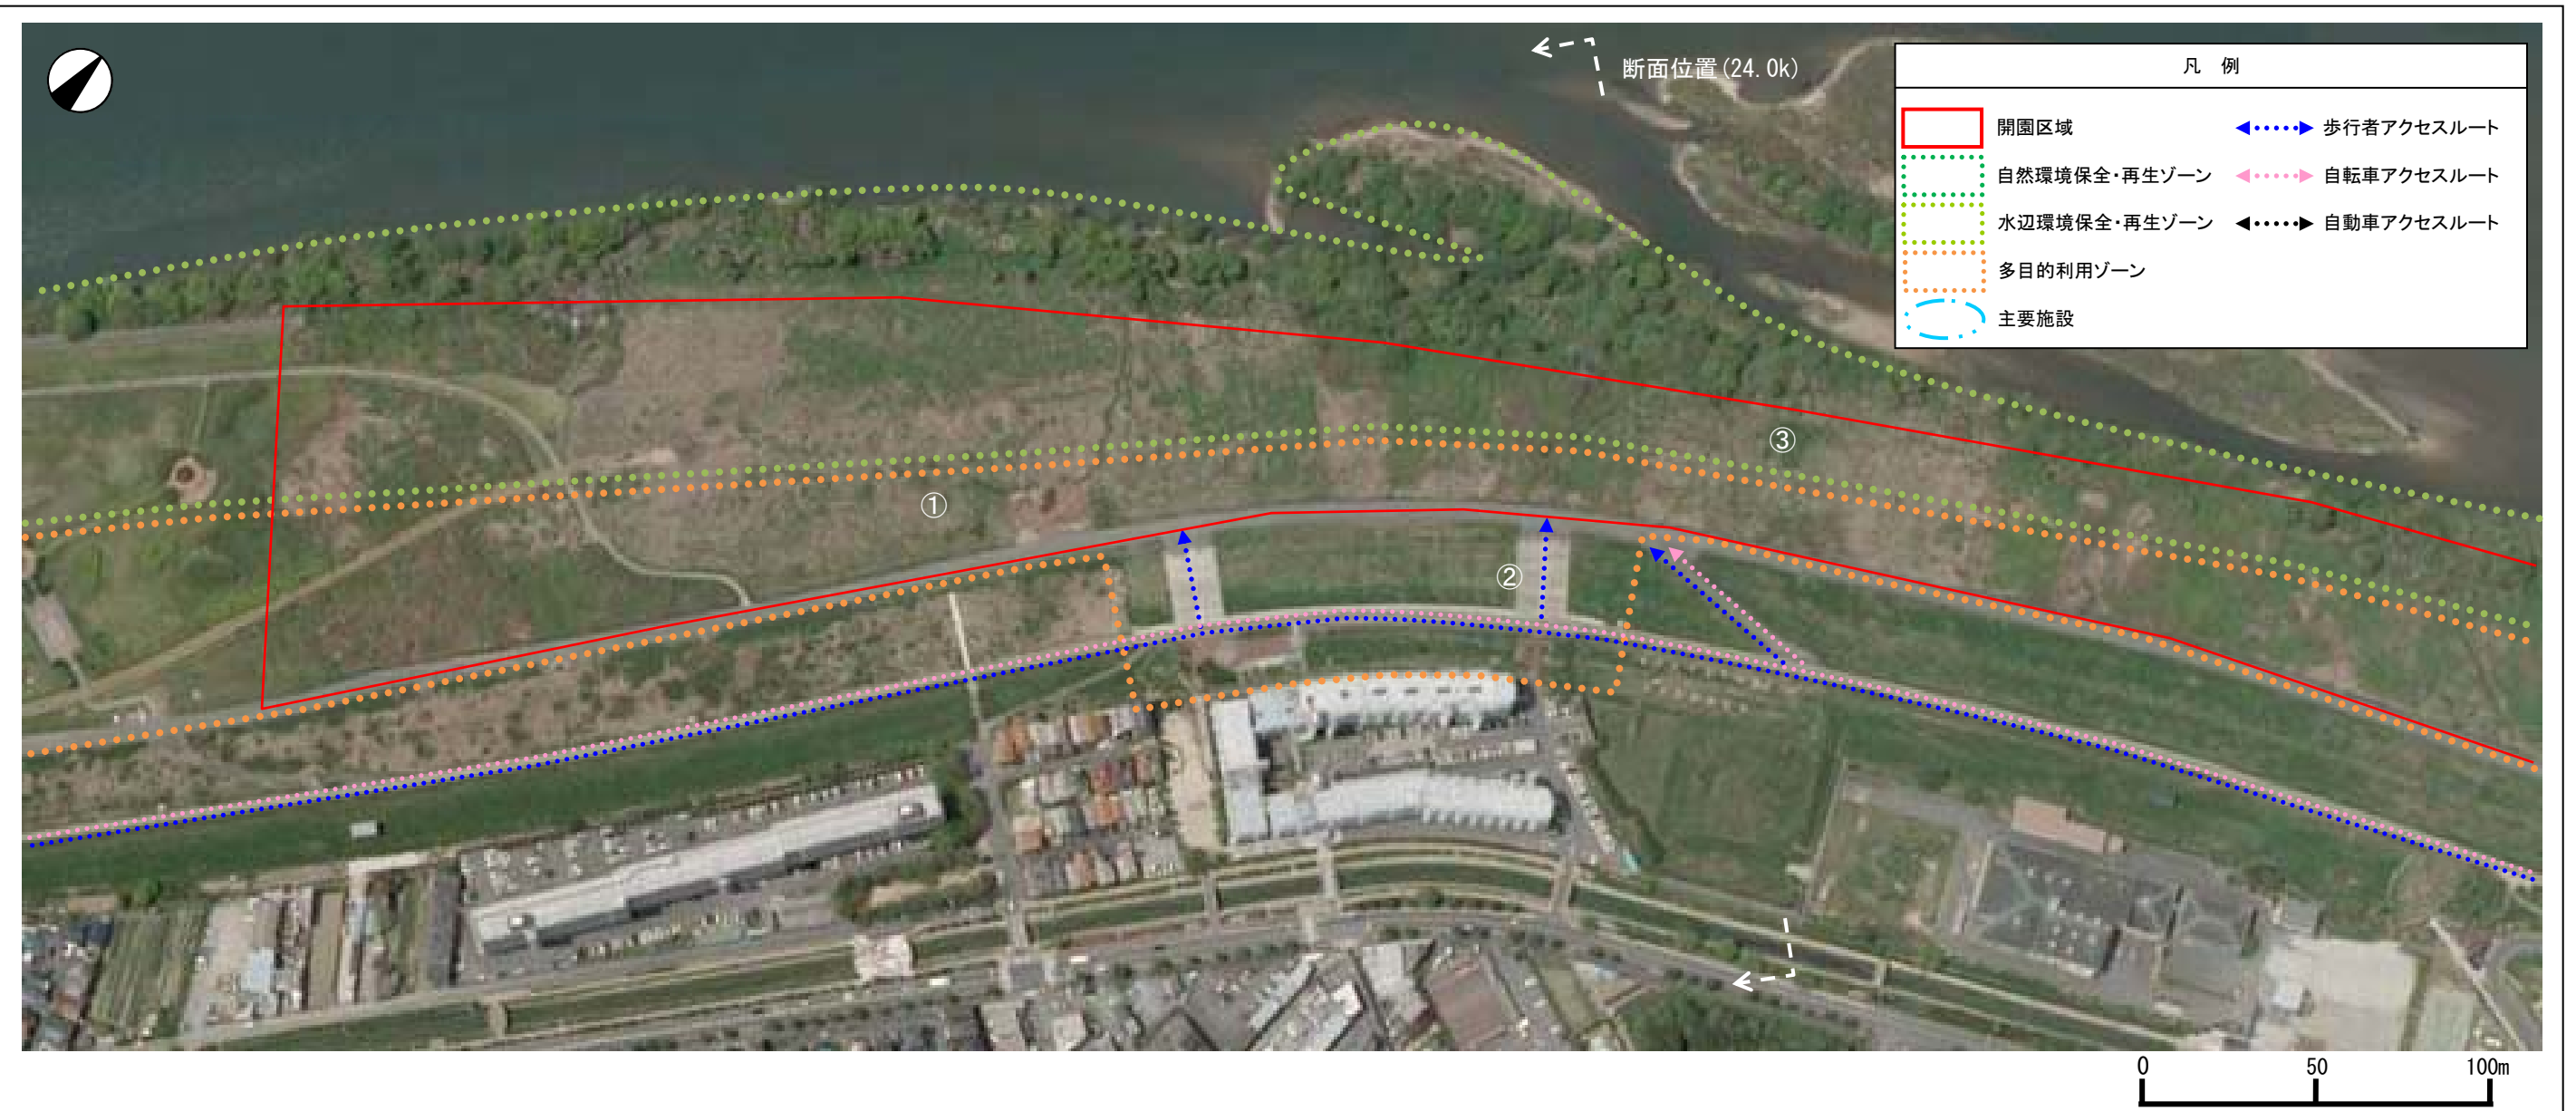 断面位置(24.0k)
凡 例
開園区域
歩行者アクセスルート
自然環境保全・再生ゾーン
自転車アクセスルート
水辺環境保全・再生ゾーン
自動車アクセスルート
多目的利用ゾーン
主要施設
③
①
②
0 50 100m